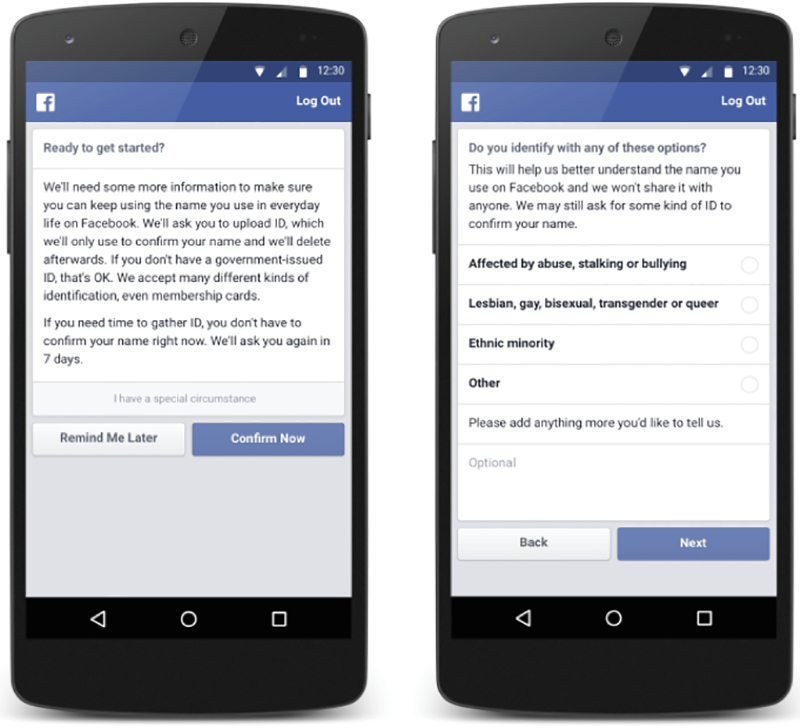 12:30
f
Log Out
Ready to get started?
We'll need some more information to make sure
you can keep using the name you use in everyday
life on Facebook. We'll ask you to upload ID, which
we'll only use to confirm your name and we'll delete
afterwards. If you don't have a government-issued
ID, that's OK. We accept many different kinds of
identification, even membership cards.
If you need time to gather ID, you don't have to
confirm your name right now. We'll ask you again in
7 days.
I have a special circumstance
Remind Me Later
Confirm Now
12:30
f
Log Out
Do you identify with any of these options?
This will help us better understand the name you
use on Facebook and we won't share it with
anyone. We may still ask for some kind of ID to
confirm your name.
Affected by abuse, stalking or bullying
Lesbian, gay, bisexual, transgender or queer
Ethnic minority
Other
Please add anything more you'd like to tell us.
Optional
Back
Next